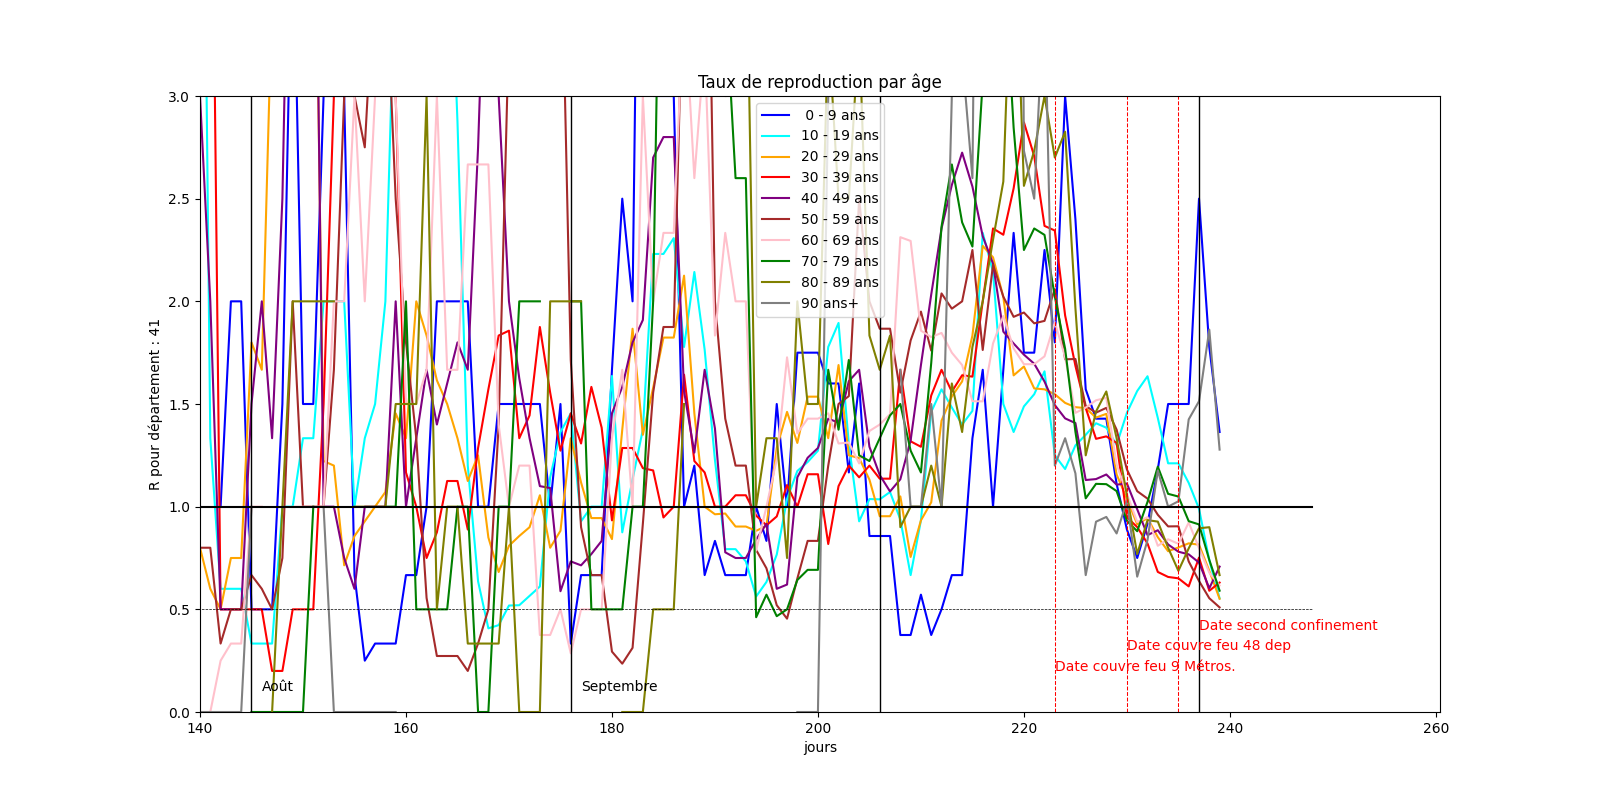 Taux de reproduction par âge
R pour département : 41
3.0
2.5
2.0
1.5
1.0
0.5
0.0
0 - 9 ans
10 - 19 ans
20 - 29 ans
30 - 39 ans
40 - 49 ans
50 - 59 ans
60 - 69 ans
70 - 79 ans
80 - 89 ans
90 ans+
Date second confinement
Date couvre feu 48 dep
Date couvre feu 9 Métros.
Août
Septembre
140
160
180
200
220
240
260
jours